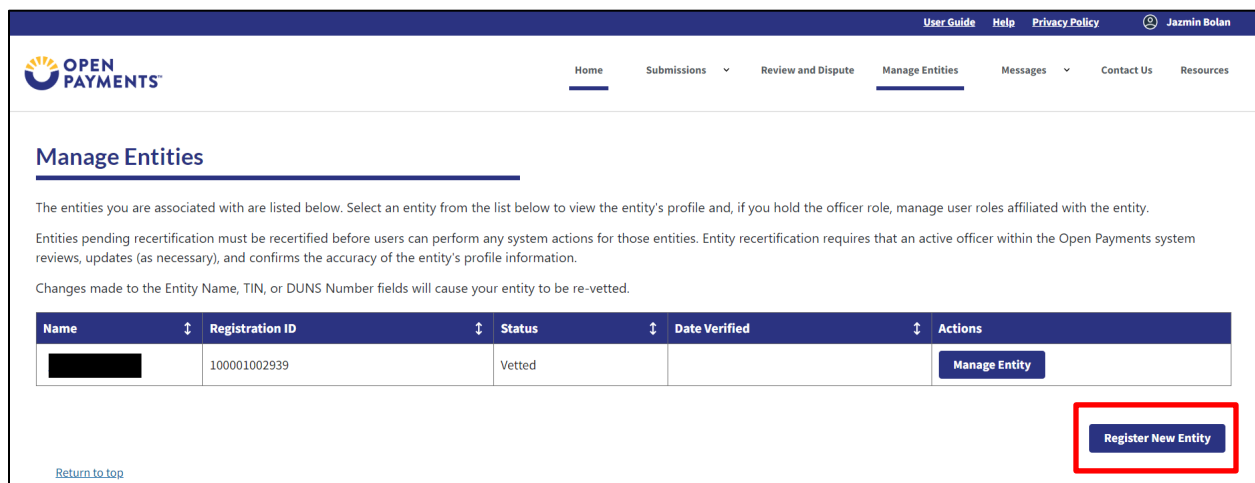 User Guide Help Privacy Policy Jazmin Bolan
OPEN
PAYMENTS™
Home Submissions Review and Dispute Manage Entities Messages Contact Us Resources
Manage Entities
The entities you are associated with are listed below. Select an entity from the list below to view the entity's profile and, if you hold the officer role, manage user roles affiliated with the entity.
Entities pending recertification must be recertified before users can perform any system actions for those entities. Entity recertification requires that an active officer within the Open Payments system
reviews, updates (as necessary), and confirms the accuracy of the entity's profile information.
Changes made to the Entity Name, TIN, or DUNS Number fields will cause your entity to be re-vetted.
Name Registration ID Status Date Verified Actions
100001002939 Vetted Manage Entity
Register New Entity
Return to top